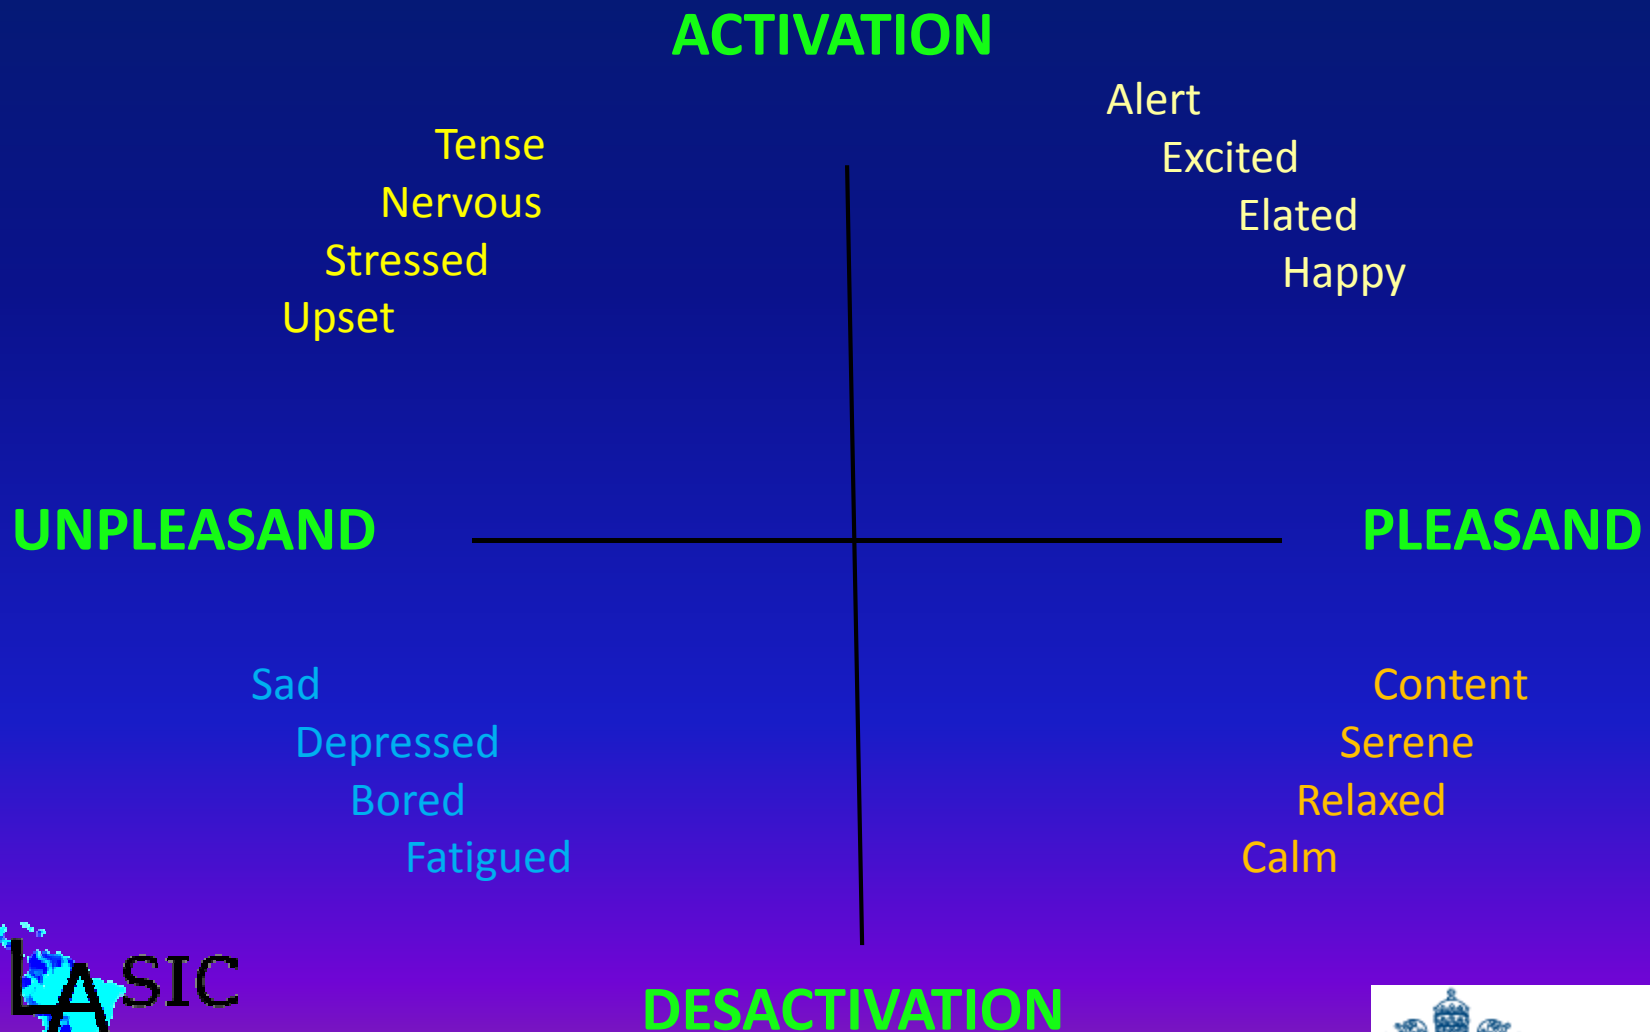 ACTIVATION
Tense
Nervous
Stressed
Upset
Alert
Excited
Elated
Happy
UNPLEASAND
PLEASAND
Sad
Depressed
Bored
Fatigued
Content
Serene
Relaxed
Calm
LASIC
DESACTIVATION